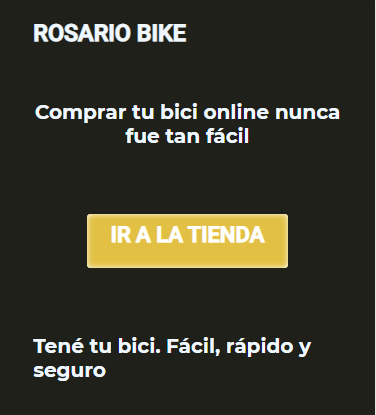 ROSARIO BIKE
Comprar tu bici online nunca
fue tan fácil
IR A LA TIENDA
Tené tu bici. Fácil, rápido y
seguro